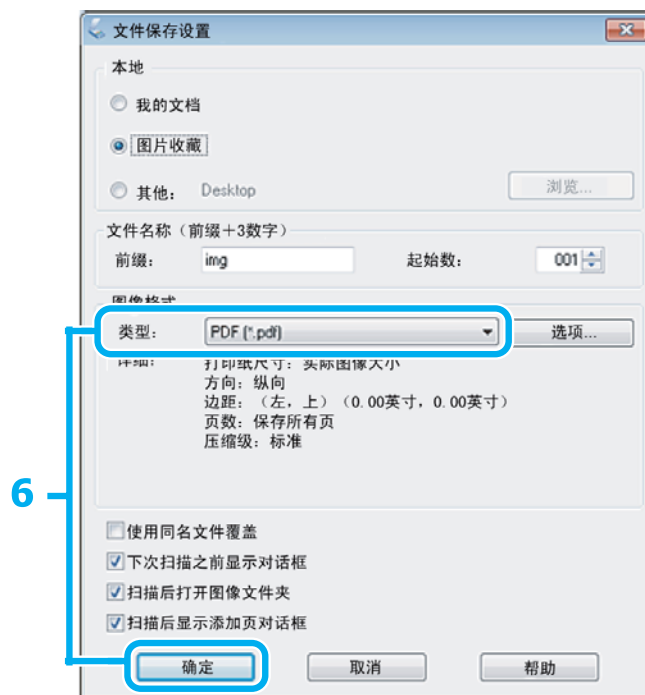 文件保存设置
本地
我的文档
图片收藏
其他： Desktop 浏览...
文件名称（前缀＋3数字）
前缀： img 起始数： 001
图像格式
类型： PDF (*.pdf) 选项...
详细： 打印纸尺寸：实际图像大小
方向：纵向
边距：（左，上）（0.00英寸，0.00英寸）
页数：保存所有页
压缩级：标准
6
使用同名文件覆盖
下次扫描之前显示对话框
扫描后打开图像文件夹
扫描后显示添加页对话框
确定 取消 帮助